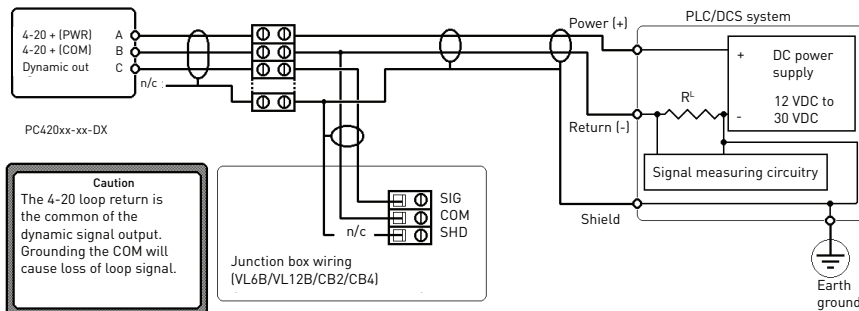 4-20 + (PWR) A
4-20 + (COM) B
Dynamic out C
n/c
PC420xx-xx-DX
Power (+)
Return (-)
Shield
PLC/DCS system
+ DC power
supply
- 12 VDC to
30 VDC
RL
Signal measuring circuitry
Earth
ground
Caution
The 4-20 loop return is
the common of the
dynamic signal output.
Grounding the COM will
cause loss of loop signal.
SIG
COM
n/c SHD
Junction box wiring
(VL6B/VL12B/CB2/CB4)